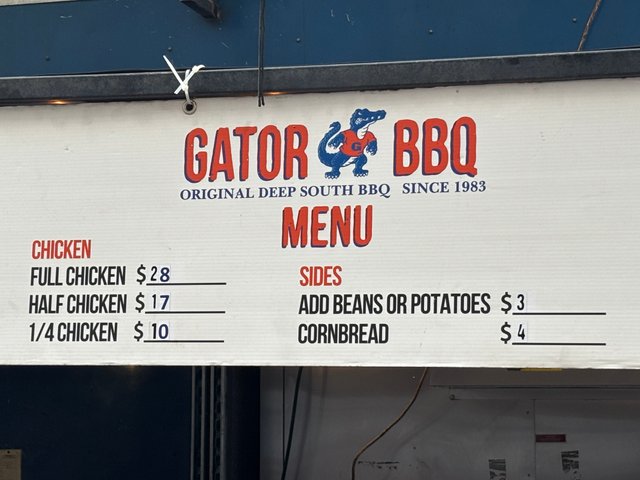 GATOR G BBQ
ORIGINAL DEEP SOUTH BBQ SINCE 1983
MENU
CHICKEN
FULL CHICKEN $28
HALF CHICKEN $17
1/4 CHICKEN $10
SIDES
ADD BEANS OR POTATOES $3
CORNBREAD $4